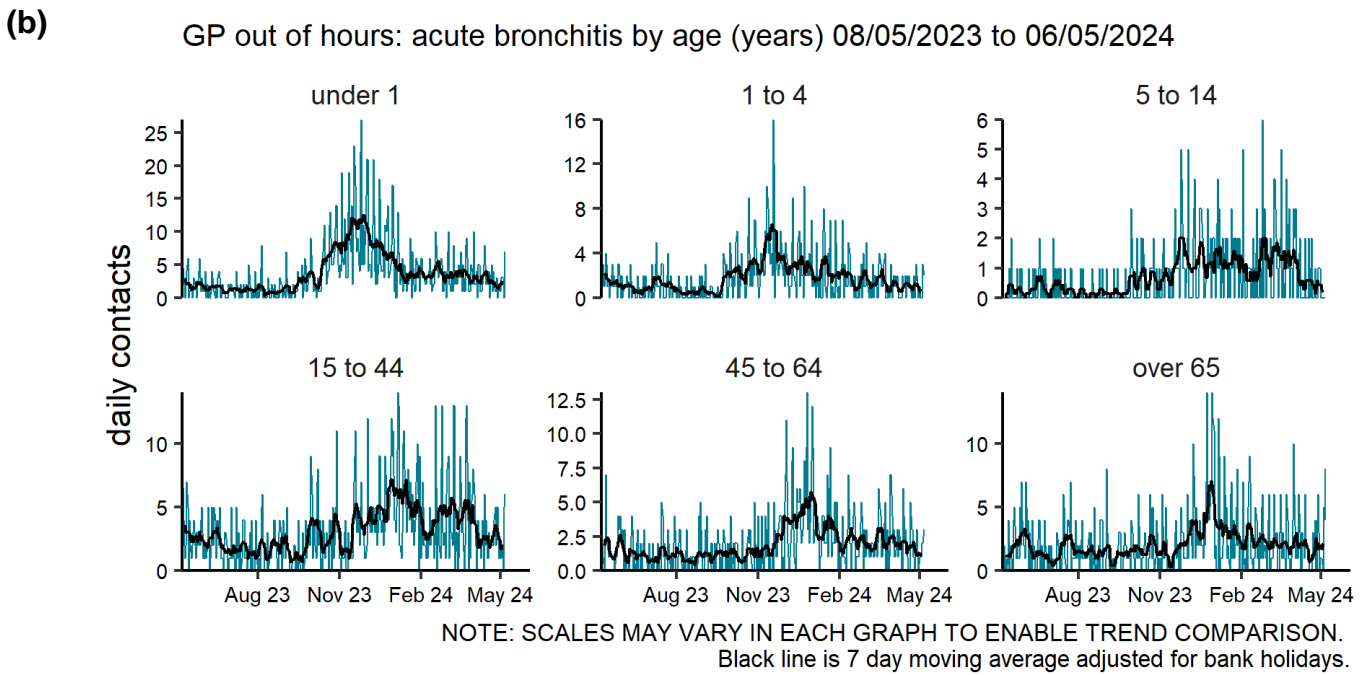 (b)
GP out of hours: acute bronchitis by age (years) 08/05/2023 to 06/05/2024
daily contacts
under 1
25
20
15
10
5
0
1 to 4
16
12
8
4
0
5 to 14
6
5
4
3
2
1
0
15 to 44
10
5
0
Aug 23 Nov 23 Feb 24 May 24
45 to 64
12.5
10.0
7.5
5.0
2.5
0.0
Aug 23 Nov 23 Feb 24 May 24
over 65
10
5
0
Aug 23 Nov 23 Feb 24 May 24
NOTE: SCALES MAY VARY IN EACH GRAPH TO ENABLE TREND COMPARISON.
Black line is 7 day moving average adjusted for bank holidays.